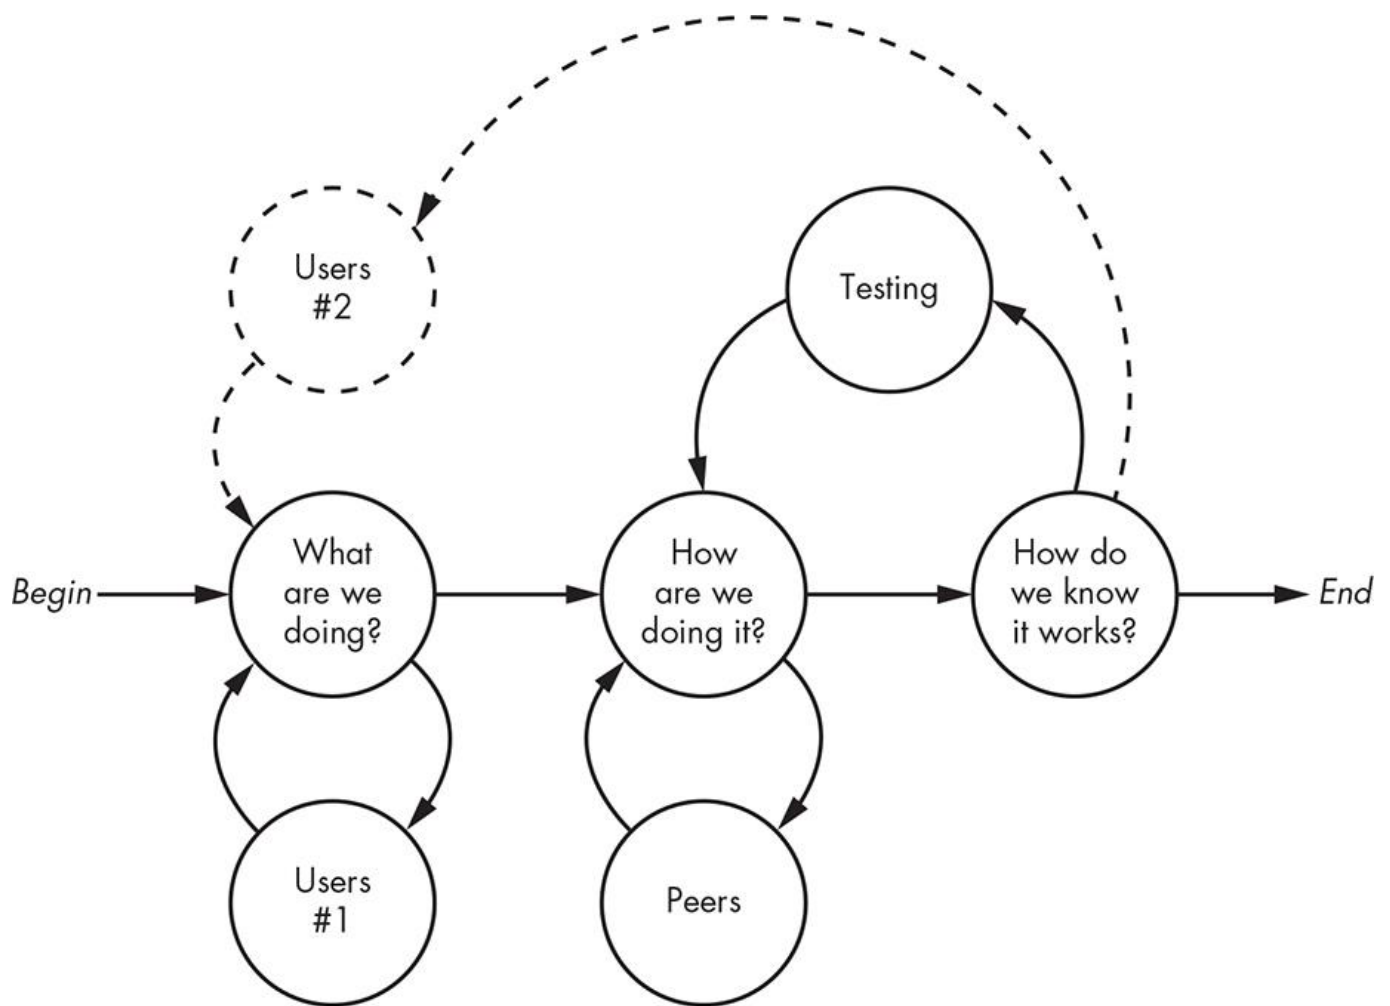 Users
#2
Testing
Begin
What
are we
doing?
How
are we
doing it?
How do
we know
it works?
End
Users
#1
Peers